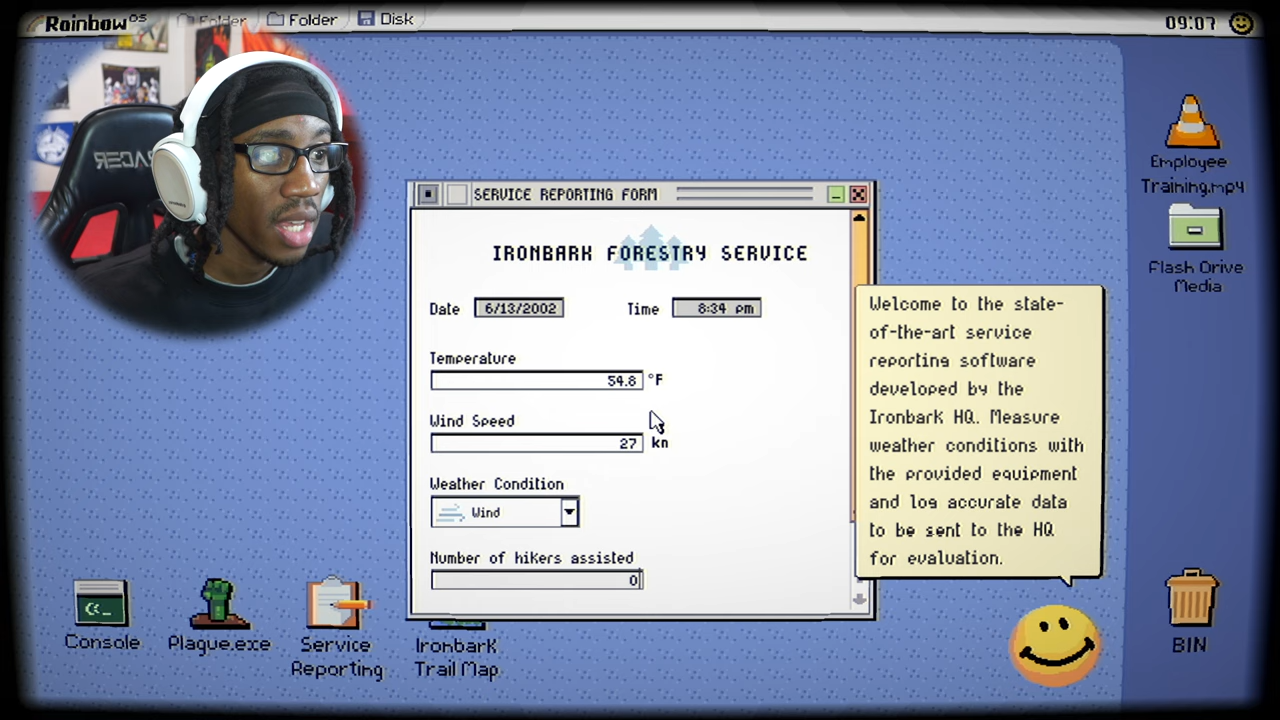 RainbowOS Folder Folder Disk 09:07
Employee
Training.mp4
Flash Drive
Media
SERVICE REPORTING FORM
IRONBARK FORESTRY SERVICE
Date 6/13/2002 Time 8:34 pm
Temperature
54.8 °F
Wind Speed
27 kn
Weather Condition
Wind
Number of hikers assisted
0
Welcome to the state-
of-the-art service
reporting software
developed by the
Ironbark HQ. Measure
weather conditions with
the provided equipment
and log accurate data
to be sent to the HQ
for evaluation.
Console
Plague.exe
Service
Reporting
Ironbark
Trail Map
BIN
RACER